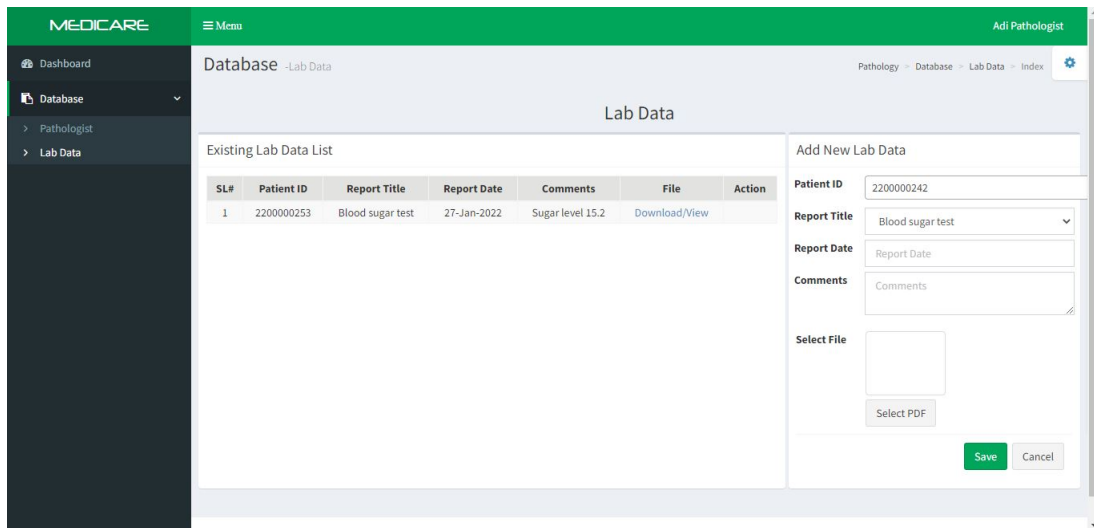 MEDICARE
Menu
Adi Pathologist
Dashboard
Database
Pathologist
Lab Data
Database -Lab Data
Pathology > Database > Lab Data > Index
Lab Data
Existing Lab Data List
SL# Patient ID Report Title Report Date Comments File Action
1 2200000253 Blood sugar test 27-Jan-2022 Sugar level 15.2 Download/View
Add New Lab Data
Patient ID 2200000242
Report Title Blood sugar test
Report Date Report Date
Comments Comments
Select File
Select PDF
Save Cancel